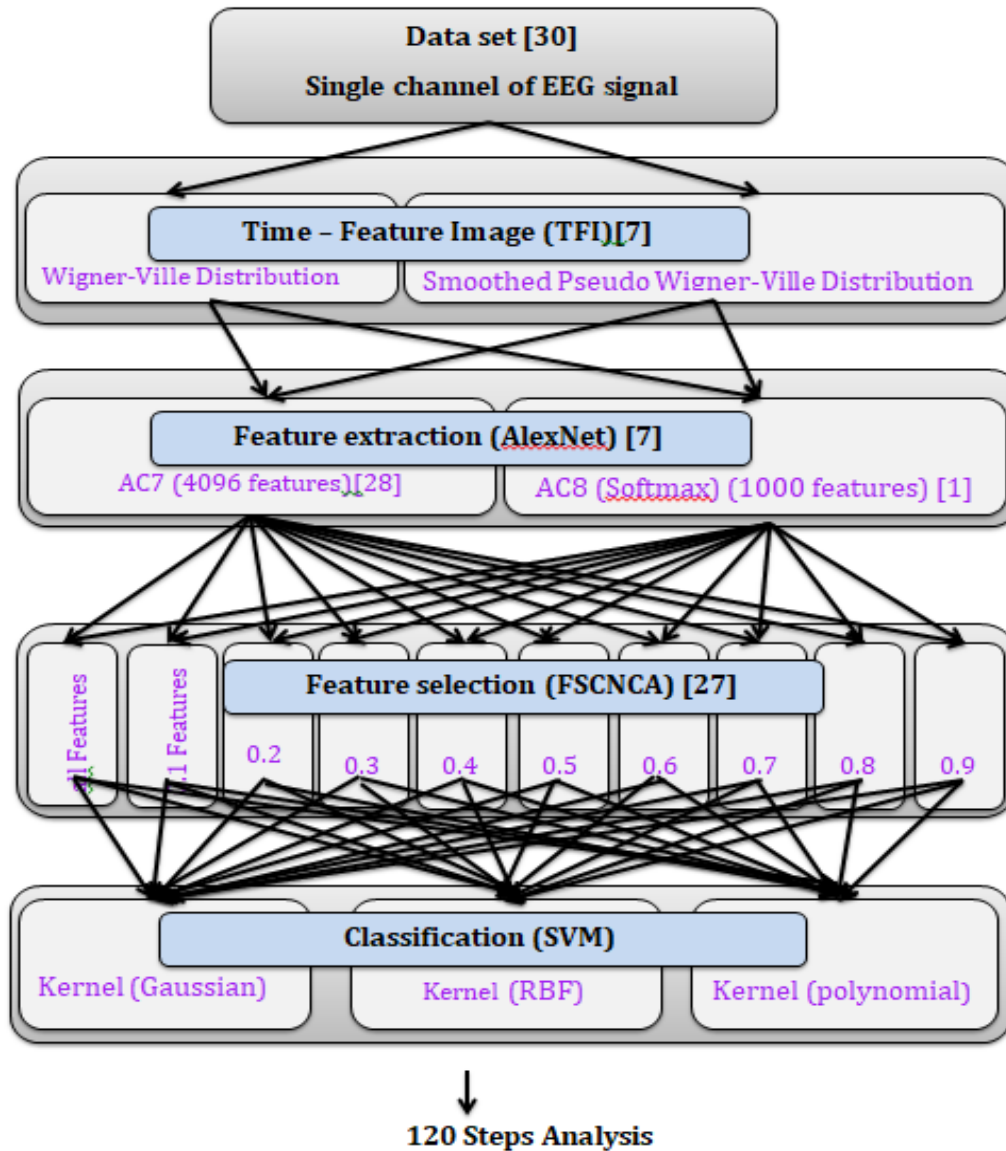 Data set [30]
Single channel of EEG signal
Time – Feature Image (TFI)[7]
Wigner-Ville Distribution
Smoothed Pseudo Wigner-Ville Distribution
Feature extraction (AlexNet) [7]
AC7 (4096 features)[28]
AC8 (Softmax) (1000 features) [1]
Feature selection (FSCNCA) [27]
Features
.1 Features
0.2
0.3
0.4
0.5
0.6
0.7
0.8
0.9
Classification (SVM)
Kernel (Gaussian)
Kernel (RBF)
Kernel (polynomial)
120 Steps Analysis